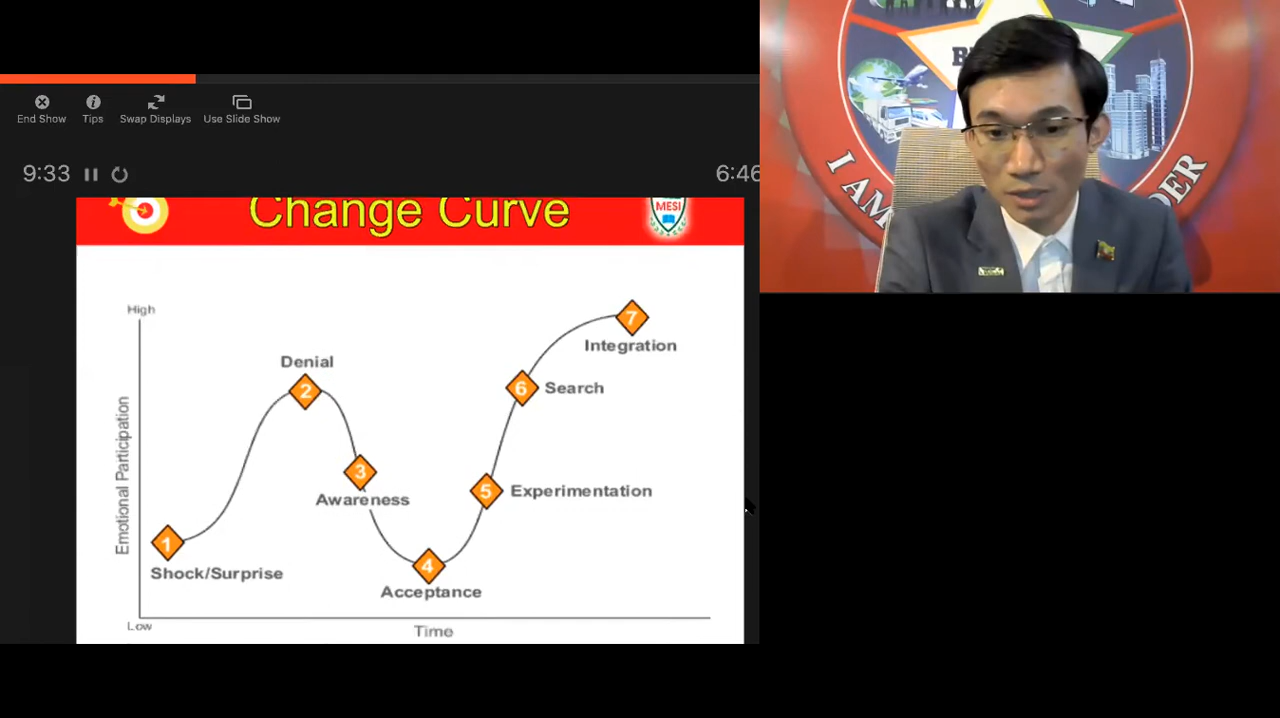 End Show
Tips
Swap Displays
Use Slide Show
9:33
6:46
Change Curve
MESI
High
Emotional Participation
Low
Time
1
Shock/Surprise
2
Denial
3
Awareness
4
Acceptance
5
Experimentation
6
Search
7
Integration
I AM
DER